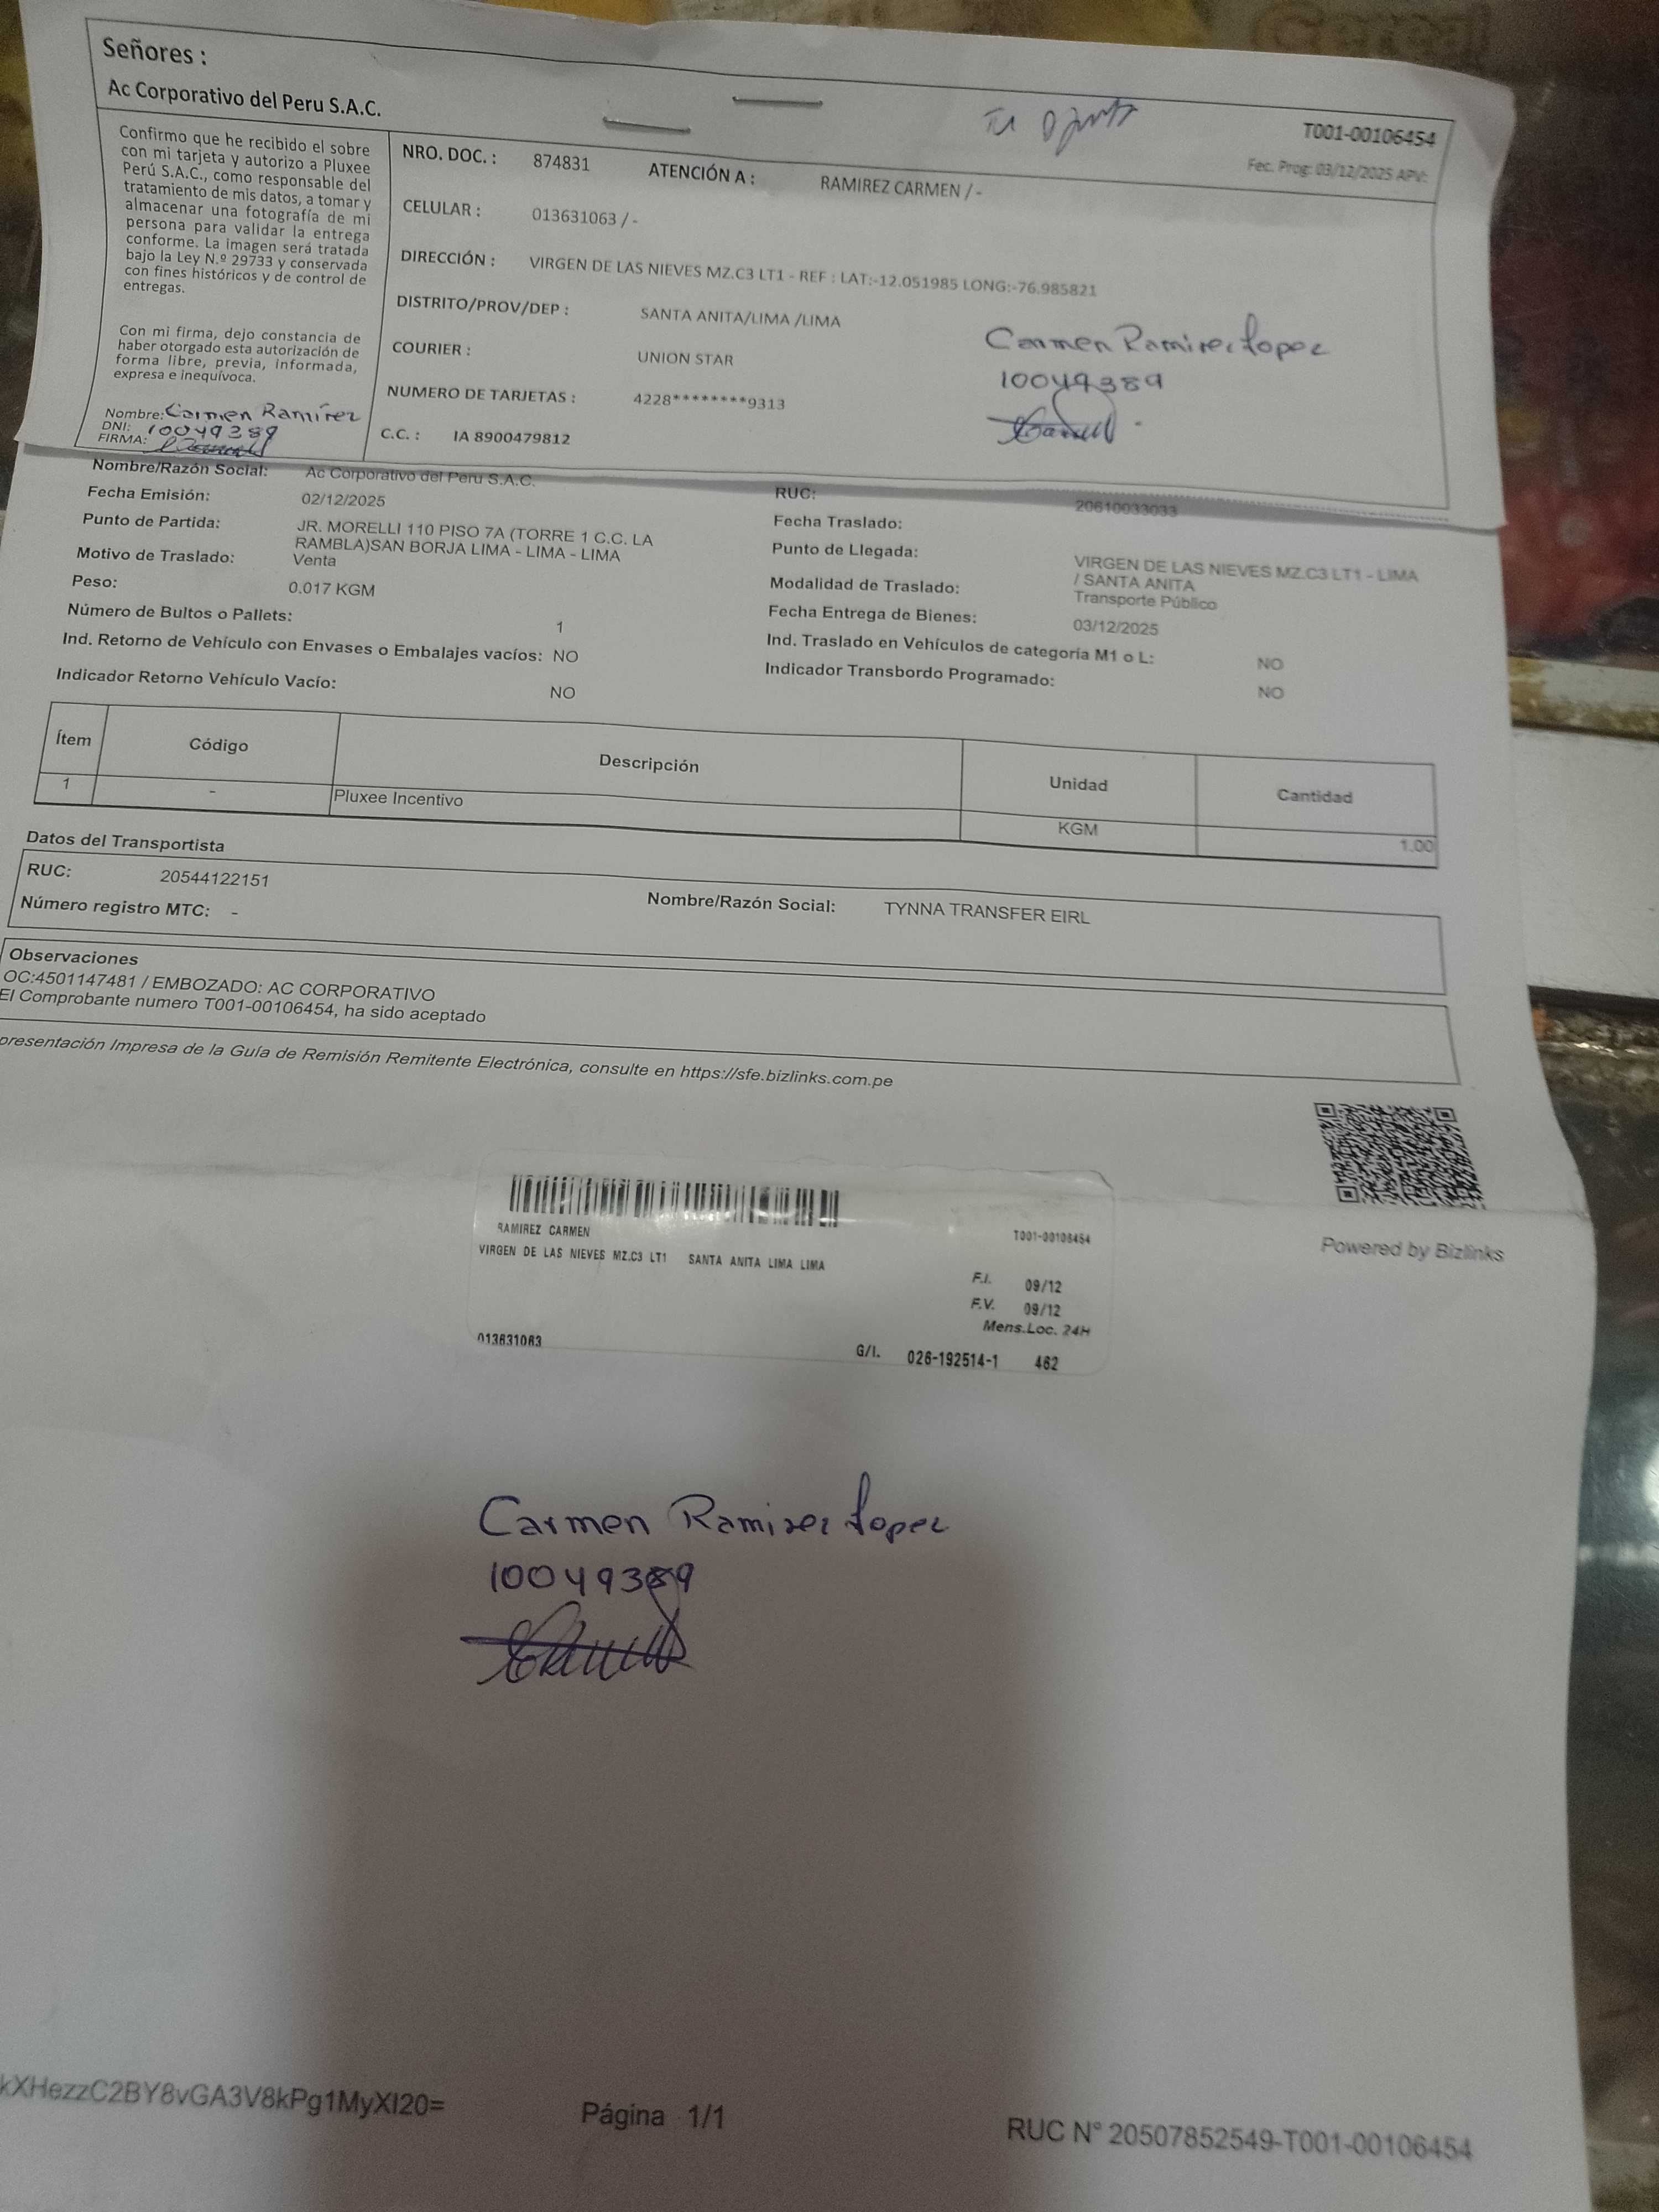 Señores :
Ac Corporativo del Peru S.A.C.
T001-00106454
Fec. Prog: 03/12/2025 APV:
Confirmo que he recibido el sobre
con mi tarjeta y autorizo a Pluxee
Perú S.A.C., como responsable del
tratamiento de mis datos, a tomar y
almacenar una fotografía de mi
persona para validar la entrega
conforme. La imagen será tratada
bajo la Ley N.º 29733 y conservada
con fines históricos y de control de
entregas.
Con mi firma, dejo constancia de
haber otorgado esta autorización de
forma libre, previa, informada,
expresa e inequívoca.
Nombre: Carmen Ramírez
DNI: 10049389
FIRMA:
NRO. DOC. : 874831 ATENCIÓN A : RAMIREZ CARMEN / -
CELULAR : 013631063 / -
DIRECCIÓN : VIRGEN DE LAS NIEVES MZ.C3 LT1 - REF : LAT:-12.051985 LONG:-76.985821
DISTRITO/PROV/DEP : SANTA ANITA/LIMA /LIMA
COURIER : UNION STAR
NUMERO DE TARJETAS : 4228********9313
C.C. : IA 8900479812
Carmen Ramirez Lopez
10049389
Nombre/Razón Social: Ac Corporativo del Peru S.A.C.
Fecha Emisión: 02/12/2025
Punto de Partida: JR. MORELLI 110 PISO 7A (TORRE 1 C.C. LA
RAMBLA)SAN BORJA LIMA - LIMA - LIMA
Motivo de Traslado: Venta
Peso: 0.017 KGM
Número de Bultos o Pallets: 1
Ind. Retorno de Vehículo con Envases o Embalajes vacíos: NO
Indicador Retorno Vehículo Vacío: NO
RUC: 20610033033
Fecha Traslado:
Punto de Llegada: VIRGEN DE LAS NIEVES MZ.C3 LT1 - LIMA
/ SANTA ANITA
Modalidad de Traslado: Transporte Público
Fecha Entrega de Bienes: 03/12/2025
Ind. Traslado en Vehículos de categoría M1 o L: NO
Indicador Transbordo Programado: NO
Ítem Código Descripción Unidad Cantidad
1 - Pluxee Incentivo KGM 1.00
Datos del Transportista
RUC: 20544122151 Nombre/Razón Social: TYNNA TRANSFER EIRL
Número registro MTC: -
Observaciones
OC:4501147481 / EMBOZADO: AC CORPORATIVO
El Comprobante numero T001-00106454, ha sido aceptado
presentación Impresa de la Guía de Remisión Remitente Electrónica, consulte en https://sfe.bizlinks.com.pe
Powered by Bizlinks
RAMIREZ CARMEN T001-00106454
VIRGEN DE LAS NIEVES MZ.C3 LT1 SANTA ANITA LIMA LIMA
F.I. 09/12
F.V. 09/12
Mens.Loc. 24H
013631063 G/I. 026-192514-1 462
Carmen Ramirez Lopez
10049389
kXHezzC2BY8vGA3V8kPg1MyXI20= Página 1/1 RUC N° 20507852549-T001-00106454